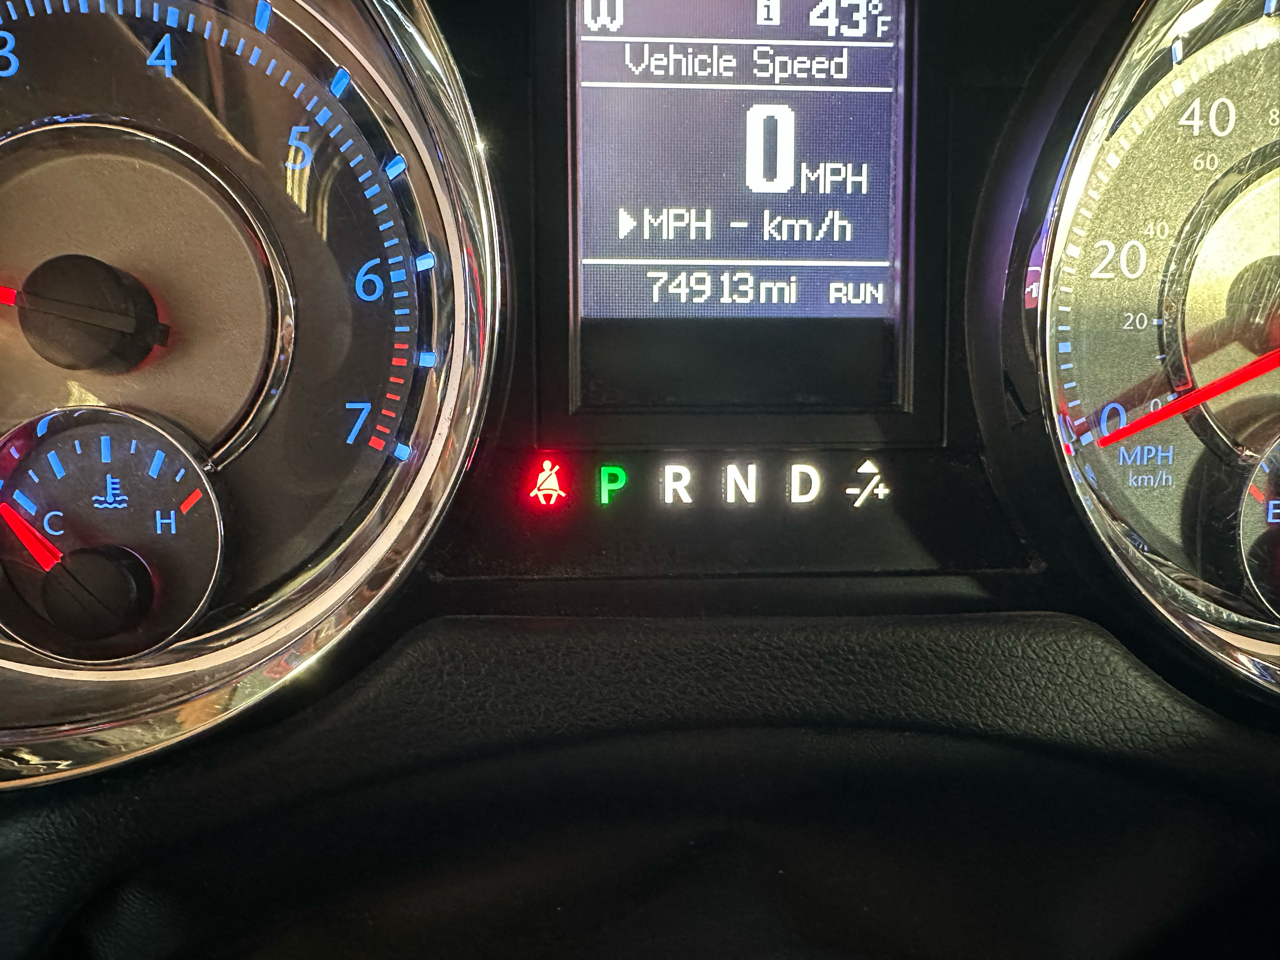 W 43°F
Vehicle Speed
0 MPH
MPH - km/h
74913 mi RUN
P R N D -/+
3
4
5
6
7
C H
40
60
8
40
20
20
0
0
MPH
km/h
E